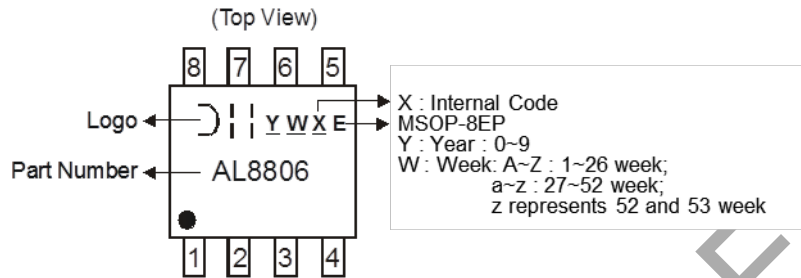 (Top View)
8 7 6 5
Logo Y W X E
Part Number AL8806
1 2 3 4
X : Internal Code
MSOP-8EP
Y : Year : 0~9
W : Week: A~Z : 1~26 week;
a~z : 27~52 week;
z represents 52 and 53 week